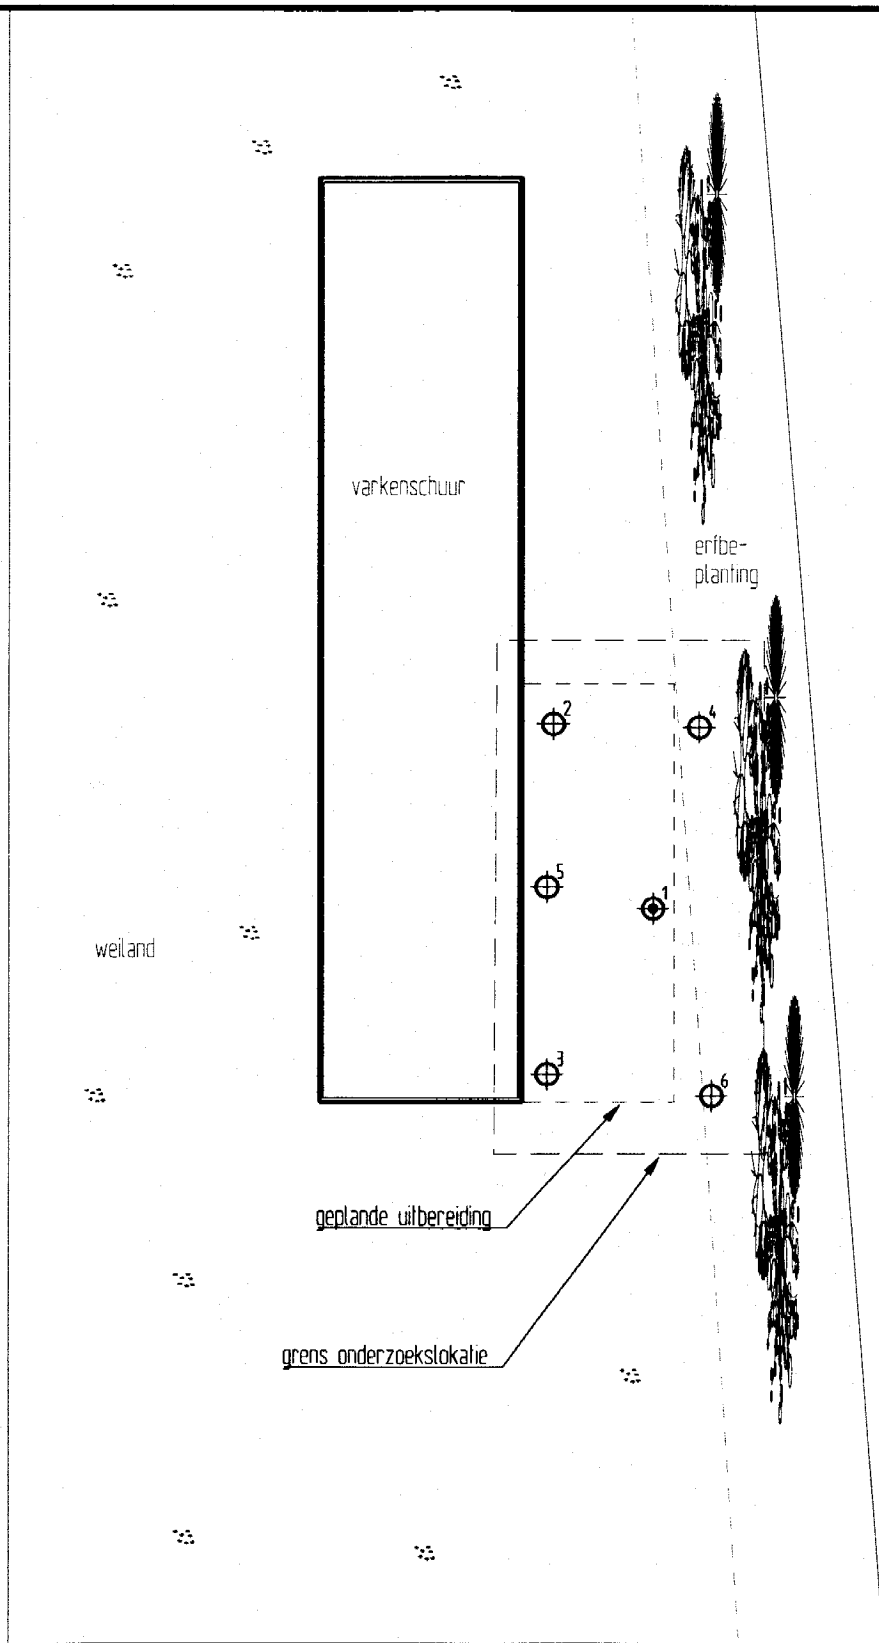 varkenschuur
erfbe-
planting
2
4
5
1
weiland
3
6
geplande uitbereiding
grens onderzoekslokatie